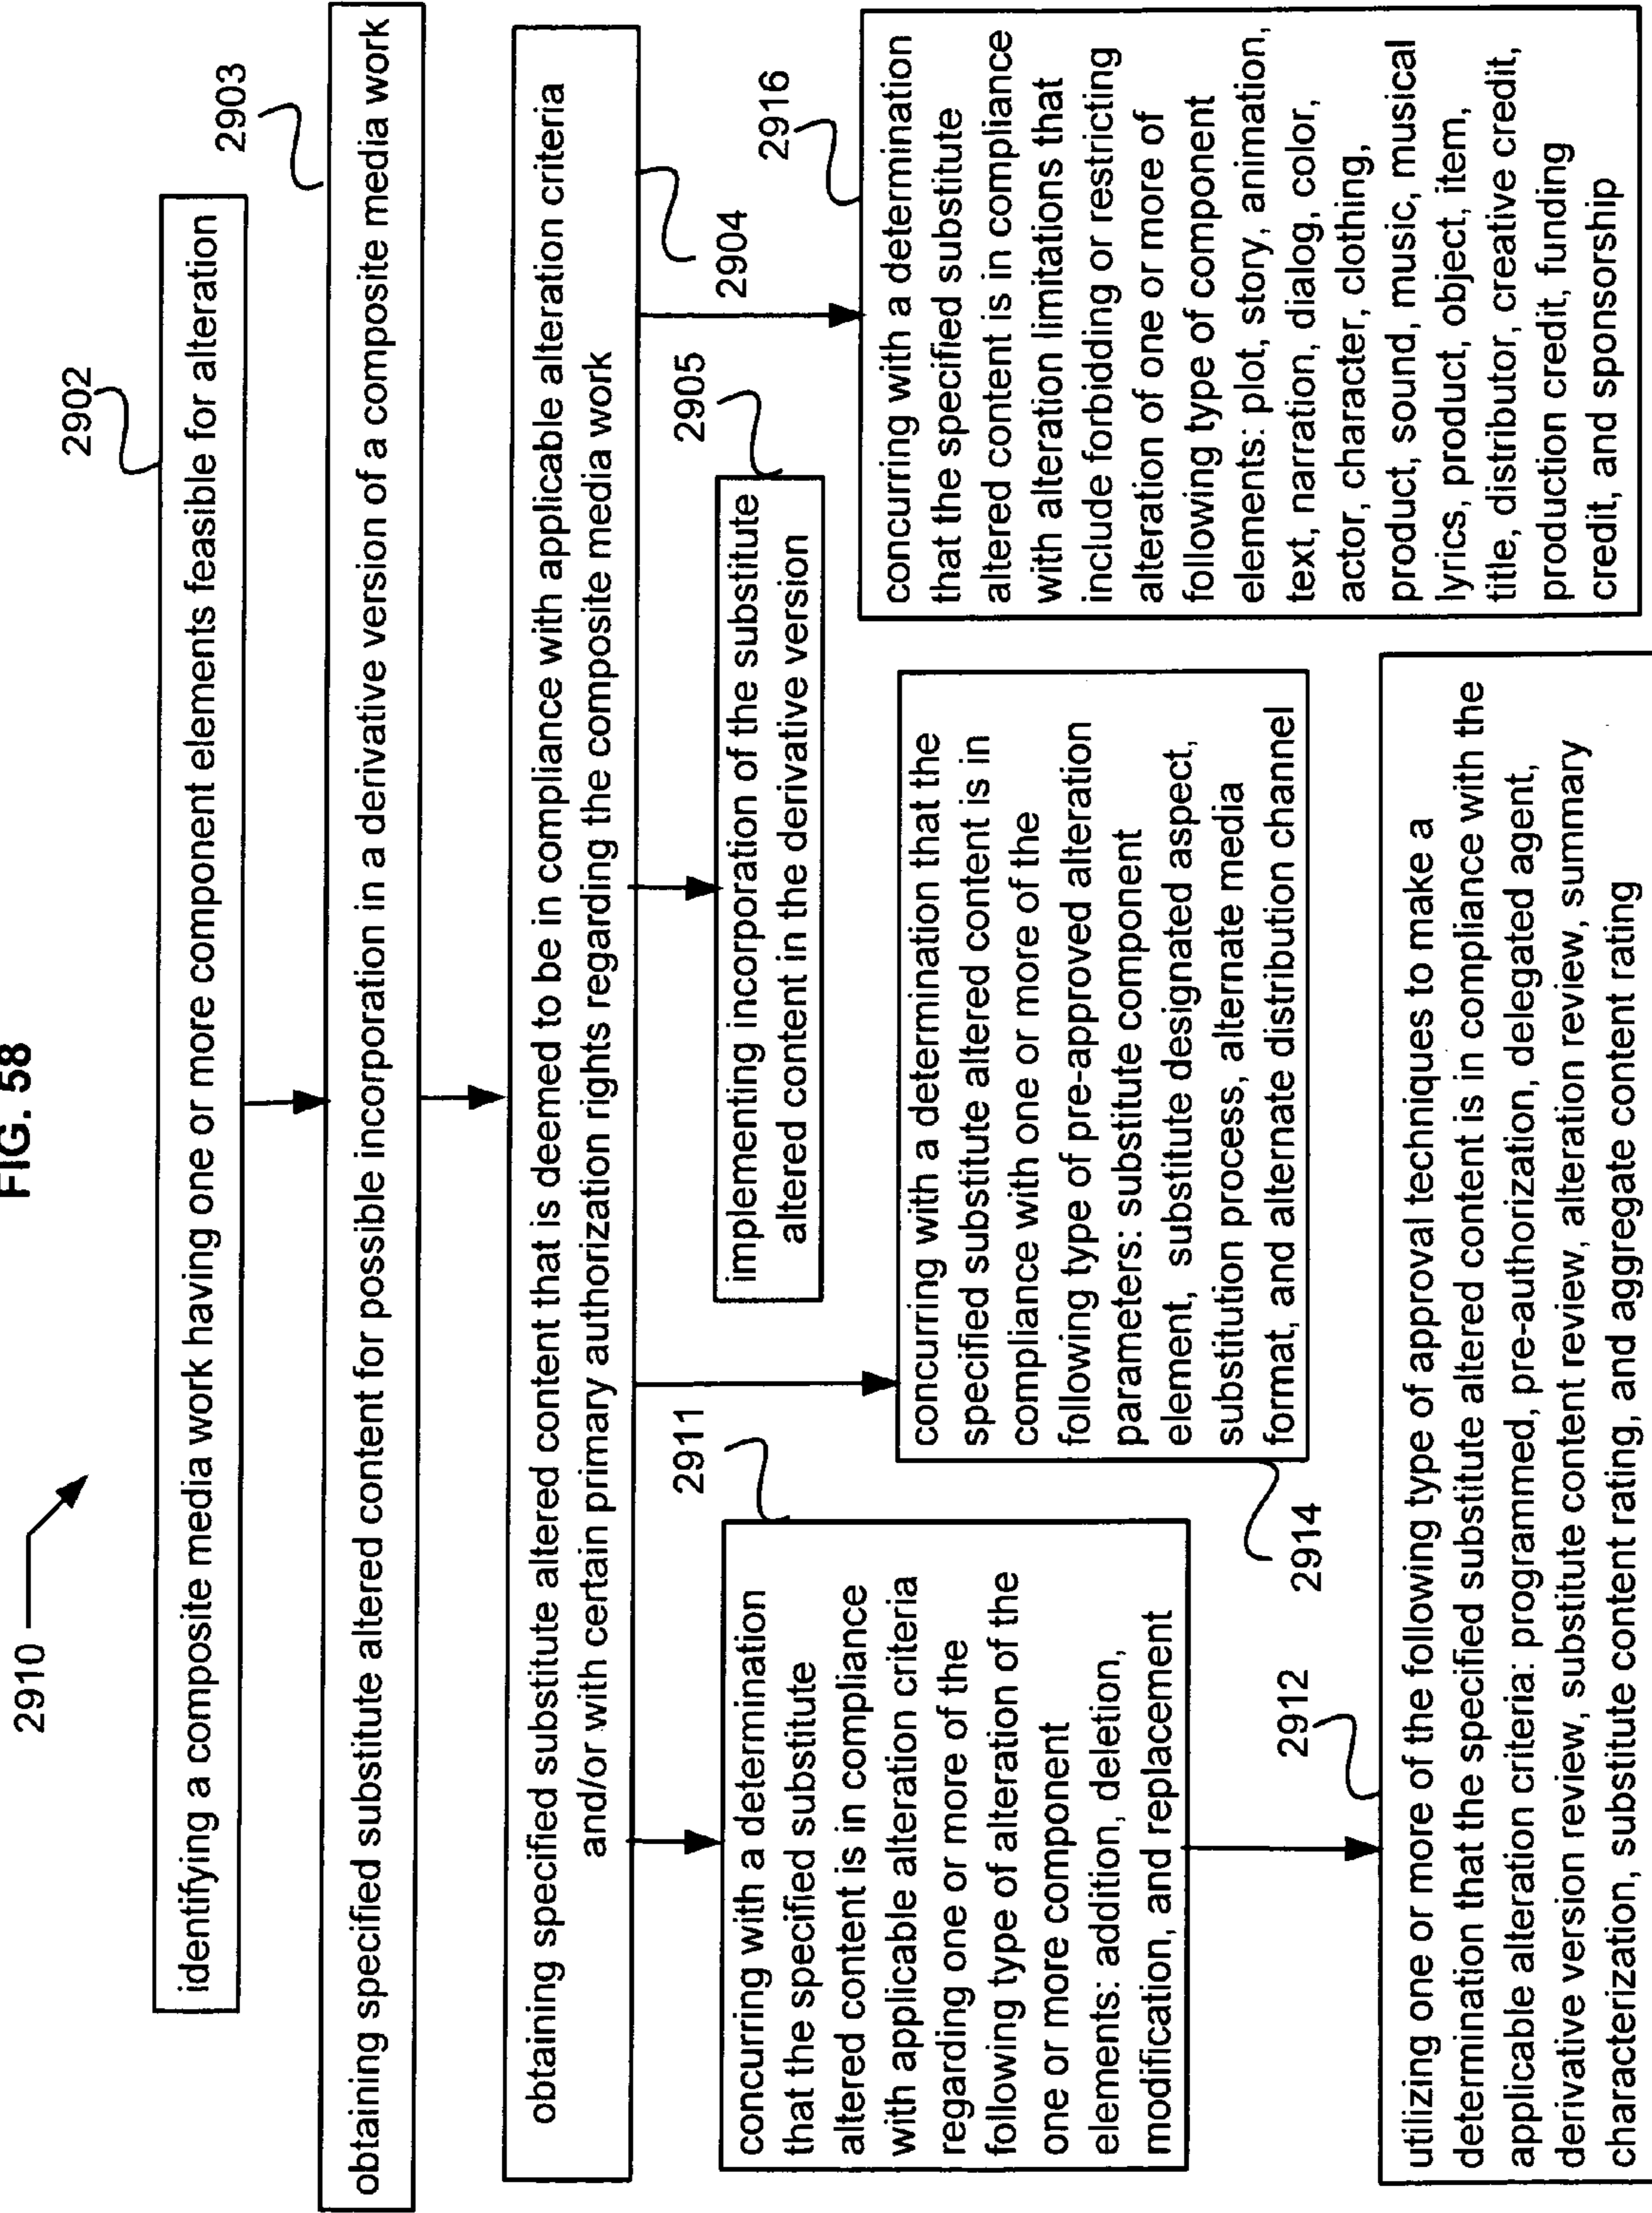 FIG. 58
2910
2902
identifying a composite media work having one or more component elements feasible for alteration
2903
obtaining specified substitute altered content for possible incorporation in a derivative version of a composite media work
obtaining specified substitute altered content that is deemed to be in compliance with applicable alteration criteria
and/or with certain primary authorization rights regarding the composite media work
2904
2911
concurring with a determination
that the specified substitute
altered content is in compliance
with applicable alteration criteria
regarding one or more of the
following type of alteration of the
one or more component
elements: addition, deletion,
modification, and replacement
2905
implementing incorporation of the substitute
altered content in the derivative version
concurring with a determination that the
specified substitute altered content is in
compliance with one or more of the
following type of pre-approved alteration
parameters: substitute component
element, substitute designated aspect,
substitution process, alternate media
format, and alternate distribution channel
2914
2916
concurring with a determination
that the specified substitute
altered content is in compliance
with alteration limitations that
include forbidding or restricting
alteration of one or more of
following type of component
elements: plot, story, animation,
text, narration, dialog, color,
actor, character, clothing,
product, sound, music, musical
lyrics, product, object, item,
title, distributor, creative credit,
production credit, funding
credit, and sponsorship
2912
utilizing one or more of the following type of approval techniques to make a
determination that the specified substitute altered content is in compliance with the
applicable alteration criteria: programmed, pre-authorization, delegated agent,
derivative version review, substitute content review, alteration review, summary
characterization, substitute content rating, and aggregate content rating